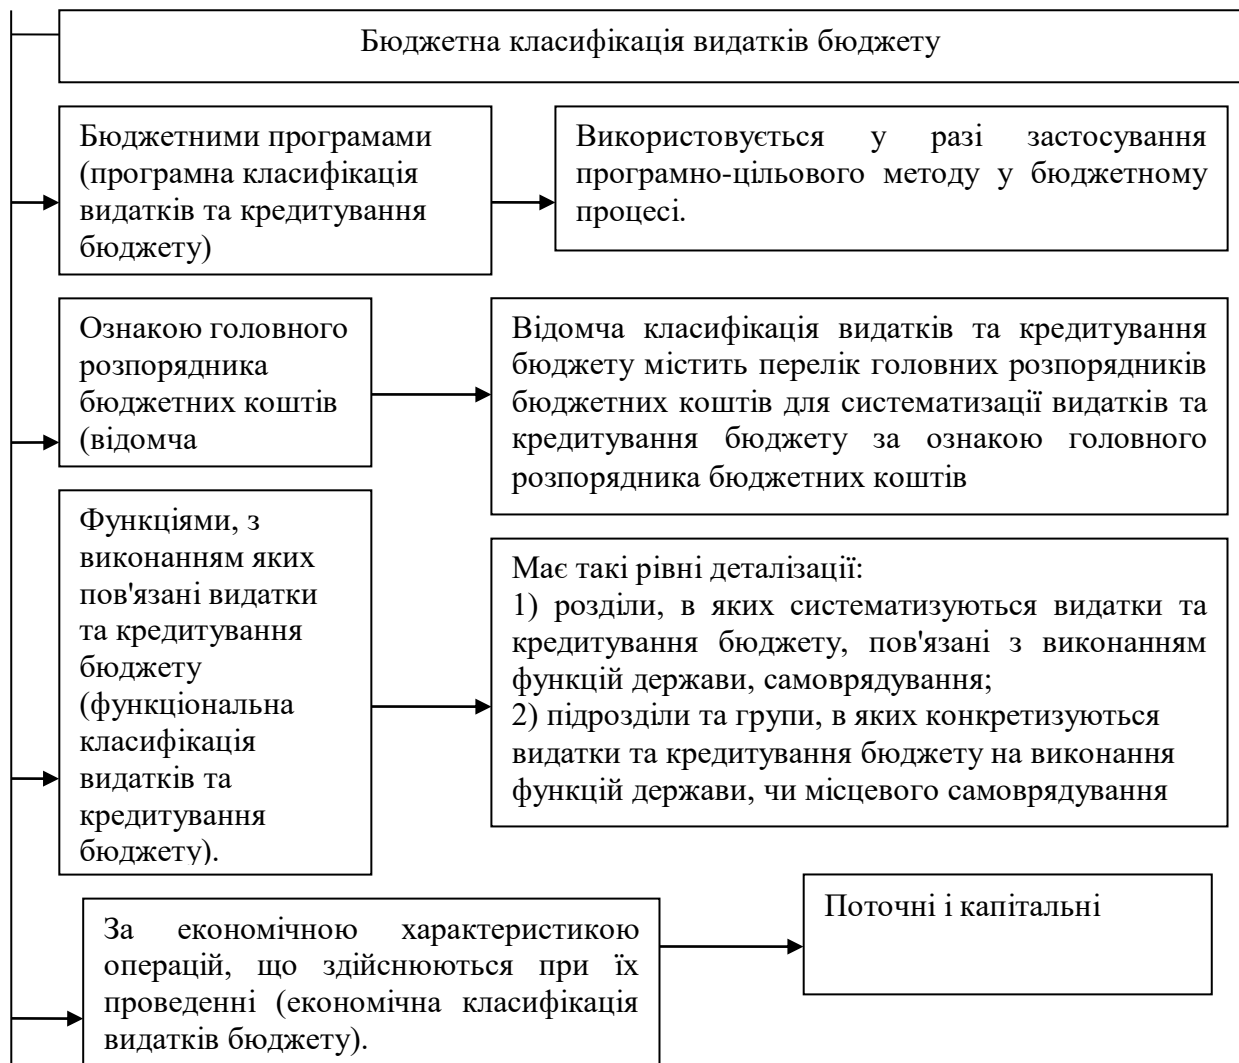 Бюджетна класифікація видатків бюджету
Бюджетними програмами
(програмна класифікація
видатків та кредитування
бюджету)
Використовується у разі застосування
програмно-цільового методу у бюджетному
процесі.
Ознакою головного
розпорядника
бюджетних коштів
(відомча
Відомча класифікація видатків та кредитування
бюджету містить перелік головних розпорядників
бюджетних коштів для систематизації видатків та
кредитування бюджету за ознакою головного
розпорядника бюджетних коштів
Функціями, з
виконанням яких
пов'язані видатки
та кредитування
бюджету
(функціональна
класифікація
видатків та
кредитування
бюджету).
Має такі рівні деталізації:
1) розділи, в яких систематизуються видатки та
кредитування бюджету, пов'язані з виконанням
функцій держави, самоврядування;
2) підрозділи та групи, в яких конкретизуються
видатки та кредитування бюджету на виконання
функцій держави, чи місцевого самоврядування
За економічною характеристикою
операцій, що здійснюються при їх
проведенні (економічна класифікація
видатків бюджету).
Поточні і капітальні